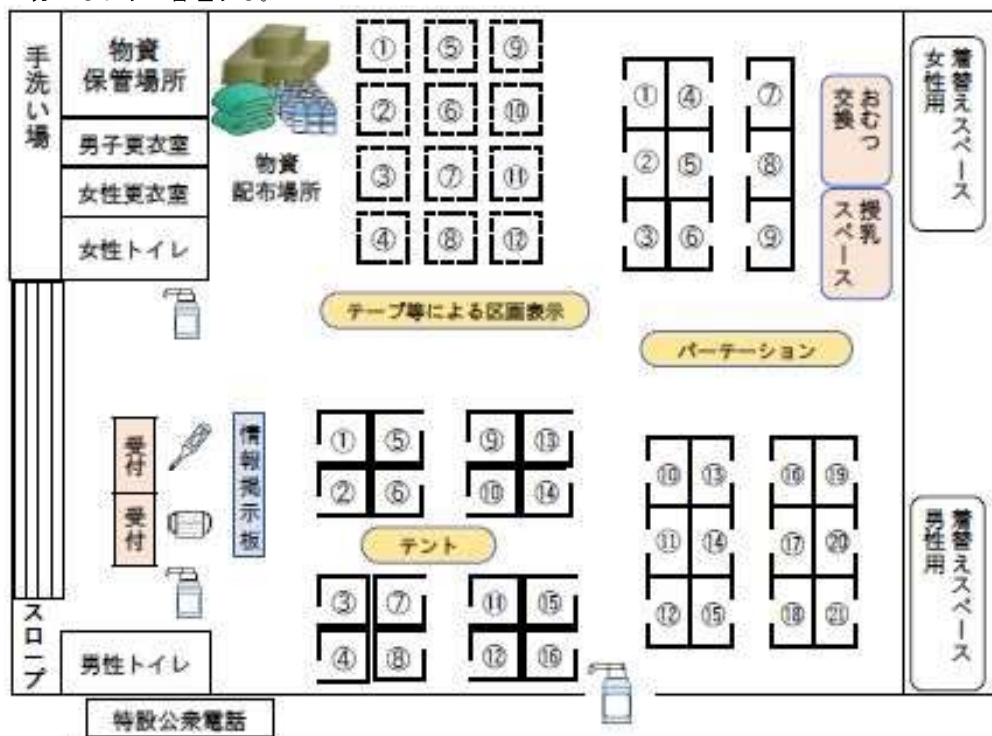 手洗い場
物資
保管場所
男子更衣室
女性更衣室
女性トイレ
物資
配布場所
① ⑤ ⑨
② ⑥ ⑩
③ ⑦ ⑪
④ ⑧ ⑫
テープ等による区画表示
① ④ ⑦
② ⑤ ⑧
③ ⑥ ⑨
パーテーション
おむつ
交換
授乳
スペース
着替えスペース
女性用
受付
受付
情報掲示板
① ⑤ ⑨ ⑬
② ⑥ ⑩ ⑭
テント
③ ⑦ ⑪ ⑮
④ ⑧ ⑫ ⑯
⑩ ⑬ ⑯ ⑲
⑪ ⑭ ⑰ ⑳
⑫ ⑮ ⑱ ㉑
着替えスペース
男性用
スロープ
男性トイレ
特設公衆電話